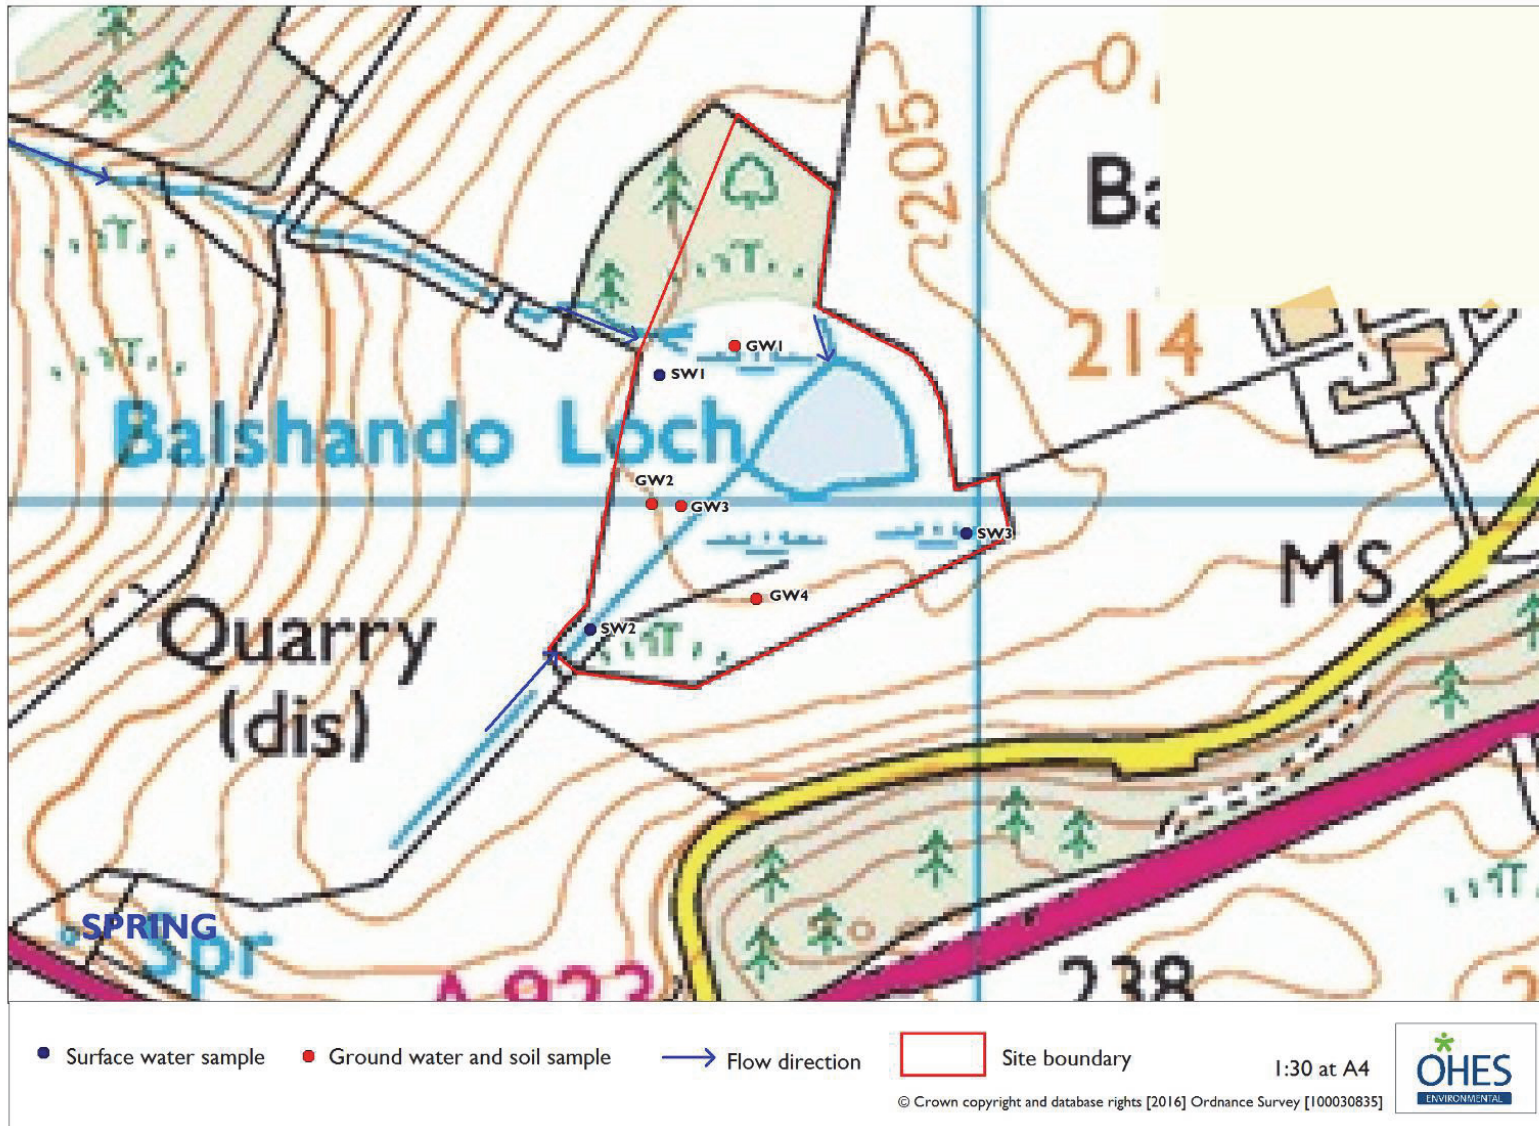 205
O
Ba
214
GW1
SW1
Balshando Loch
GW2
GW3
SW3
MS
GW4
SW2
Quarry
(dis)
SPRING
Spr
A 923
238
Surface water sample
Ground water and soil sample
Flow direction
Site boundary
1:30 at A4
© Crown copyright and database rights [2016] Ordnance Survey [100030835]
OHES
ENVIRONMENTAL